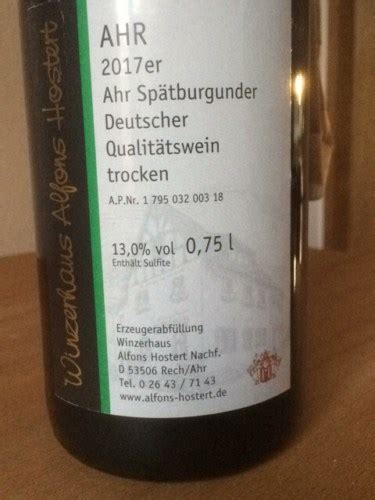 Winzerhaus Alfons Hostert
AHR
2017er
Ahr Spätburgunder
Deutscher
Qualitätswein
trocken
A.P.Nr. 1 795 032 003 18
13,0% vol 0,75 l
Enthält Sulfite
Erzeugerabfüllung
Winzerhaus
Alfons Hostert Nachf.
D 53506 Rech/Ahr
Tel. 0 26 43 / 71 43
www.alfons-hostert.de